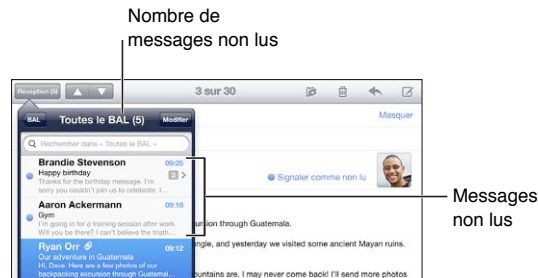 Nombre de
messages non lus
Réception (5)
3 sur 30
BAL
Toutes le BAL (5)
Modifier
Masquer
Rechercher dans « Toutes le BAL »
Brandie Stevenson 09:25
Happy birthday
Thanks for the birthday message. I'm 2
sorry you couldn't join us to celebrate. I...
Signaler comme non lu
Aaron Ackermann 09:18
Gym
I'm going in for a training session after work.
Will you be there? I can't believe the triath...
Messages
non lus
ursion through Guatemala.
Ryan Orr 09:12
Our adventure in Guatemala
Hi, Dave. Here are a few photos of our
backpacking excursion through Guatemal...
ngle, and yesterday we visited some ancient Mayan ruins.
ountains are. I may never come back! I'll send more photos